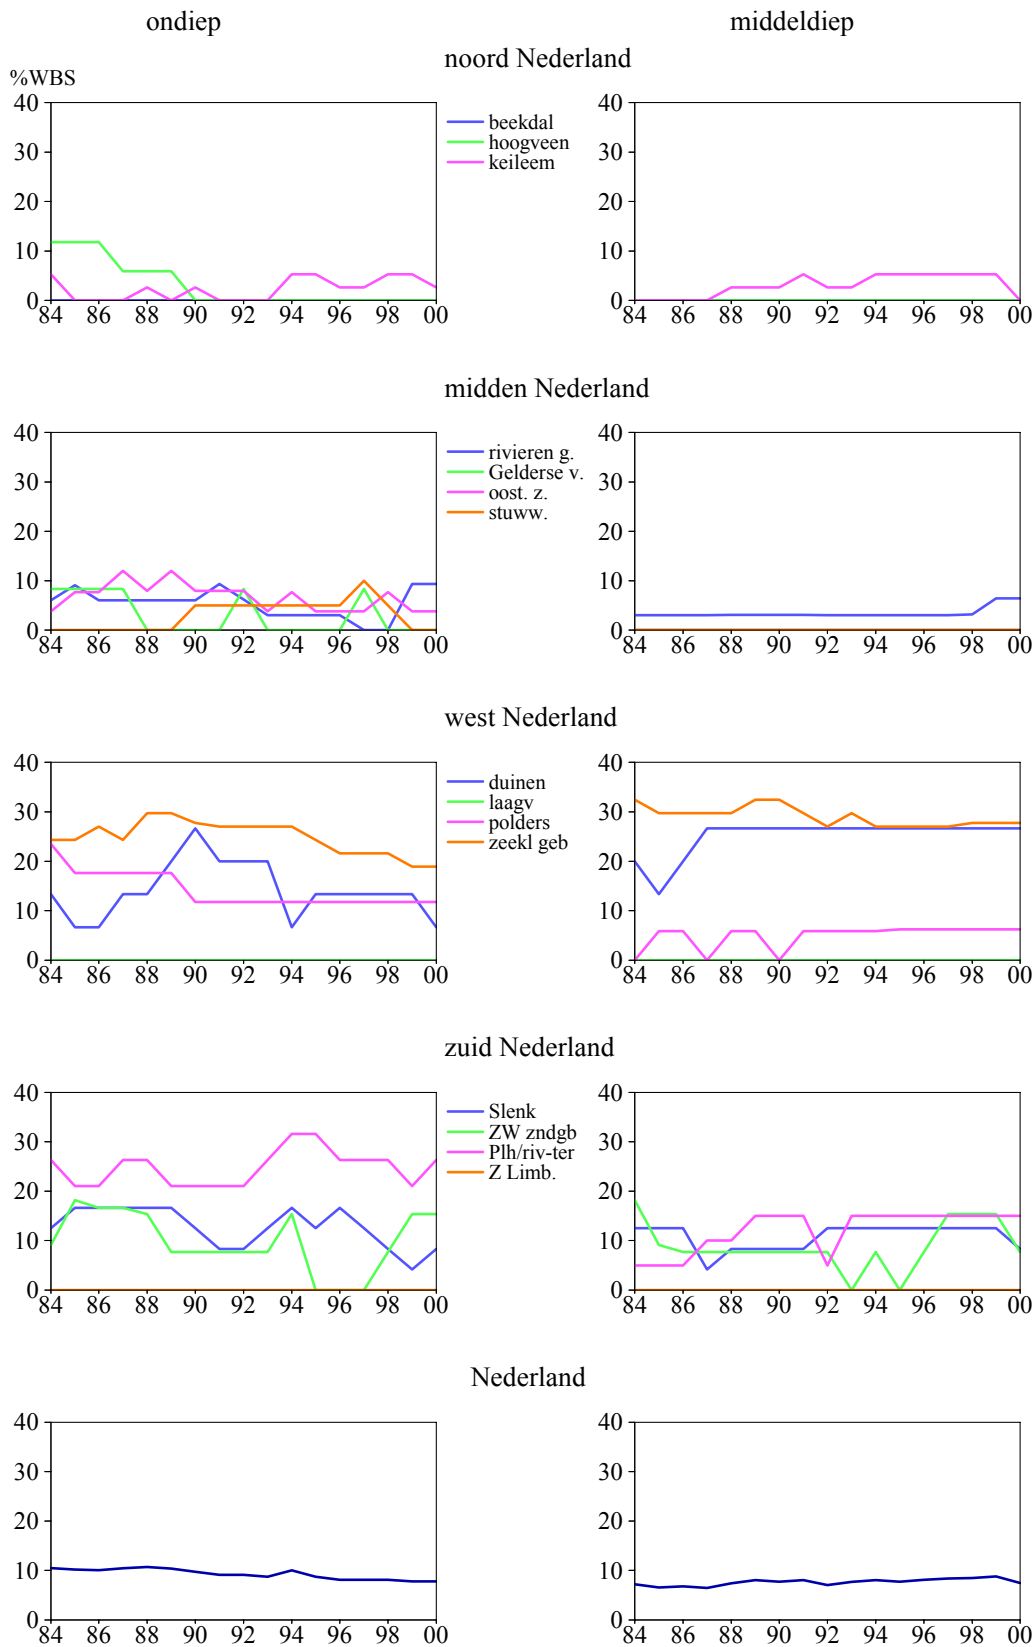 ondiep middeldiep
noord Nederland
%WBS
40 40
beekdal
30 hoogveen 30
keileem
20 20
10 10
0 0
84 86 88 90 92 94 96 98 00 84 86 88 90 92 94 96 98 00
midden Nederland
40 40
rivieren g.
30 Gelderse v. 30
oost. z.
20 stuww. 20
10 10
0 0
84 86 88 90 92 94 96 98 00 84 86 88 90 92 94 96 98 00
west Nederland
40 40
duinen
30 laagv 30
polders
20 zeekl geb 20
10 10
0 0
84 86 88 90 92 94 96 98 00 84 86 88 90 92 94 96 98 00
zuid Nederland
40 40
Slenk
30 ZW zndgb 30
Plh/riv-ter
20 Z Limb. 20
10 10
0 0
84 86 88 90 92 94 96 98 00 84 86 88 90 92 94 96 98 00
Nederland
40 40
30 30
20 20
10 10
0 0
84 86 88 90 92 94 96 98 00 84 86 88 90 92 94 96 98 00